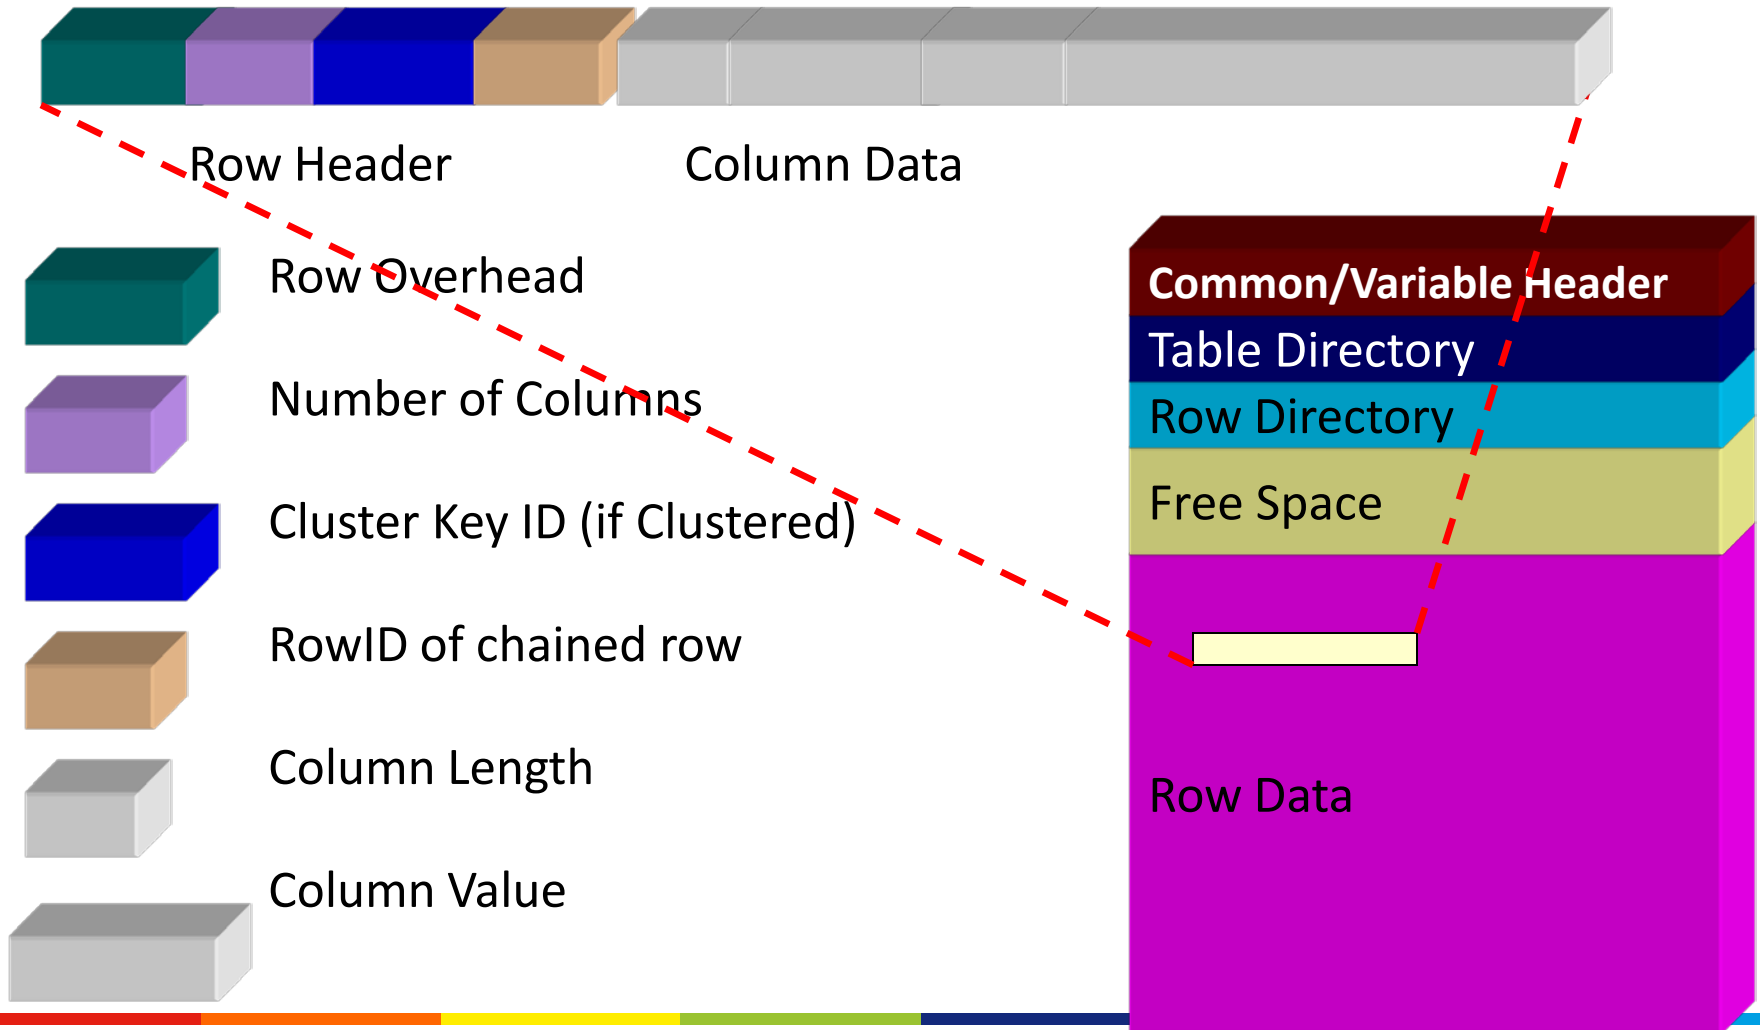 Row Header
Column Data
Row Overhead
Number of Columns
Cluster Key ID (if Clustered)
RowID of chained row
Column Length
Column Value
Common/Variable Header
Table Directory
Row Directory
Free Space
Row Data